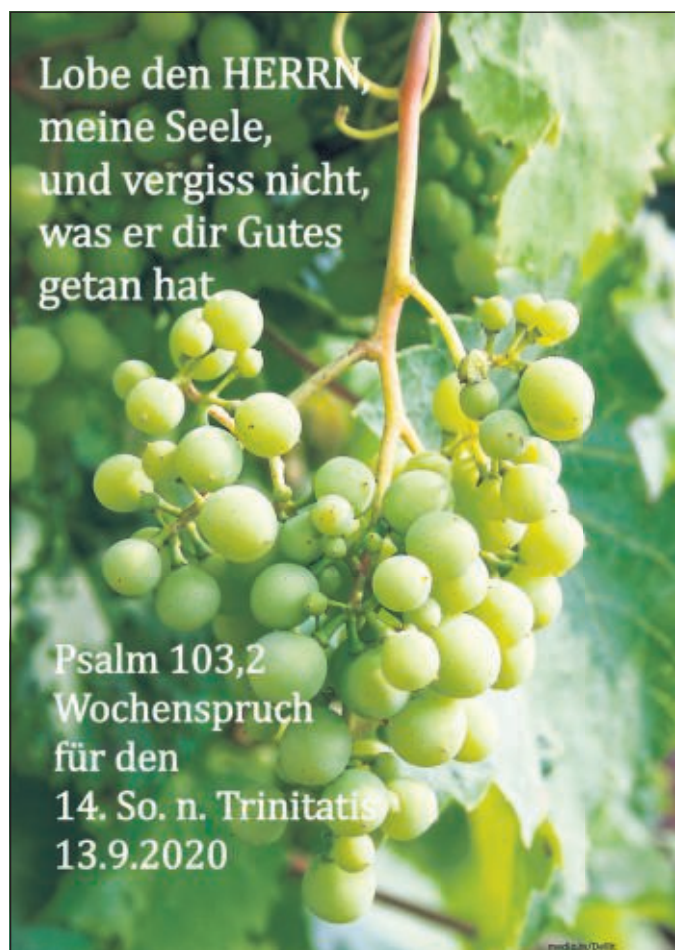 Lobe den HERRN,
meine Seele,
und vergiss nicht,
was er dir Gutes
getan hat.
Psalm 103,2
Wochenspruch
für den
14. So. n. Trinitatis
13.9.2020